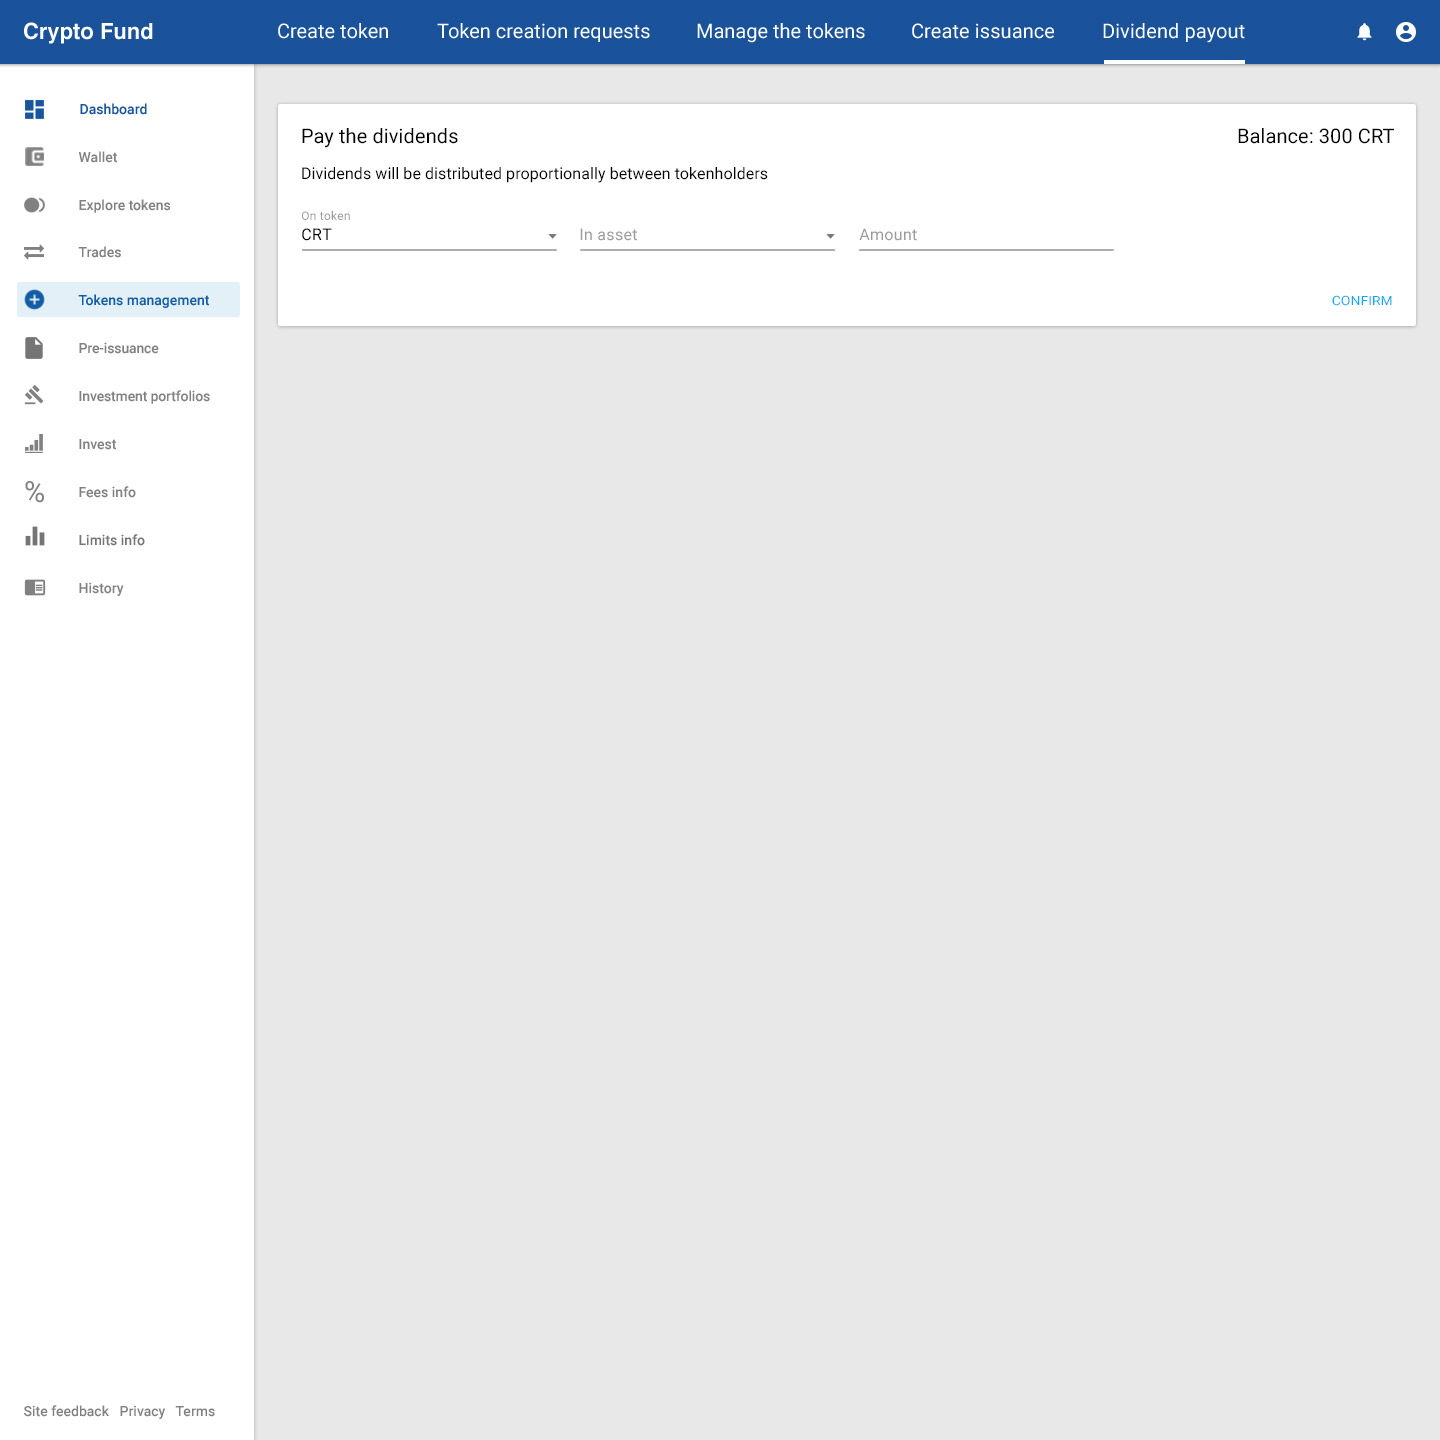 Crypto Fund
Create token
Token creation requests
Manage the tokens
Create issuance
Dividend payout
Dashboard
Wallet
Explore tokens
Trades
Tokens management
Pre-issuance
Investment portfolios
Invest
Fees info
Limits info
History
Pay the dividends
Balance: 300 CRT
Dividends will be distributed proportionally between tokenholders
On token
CRT
In asset
Amount
CONFIRM
Site feedback Privacy Terms